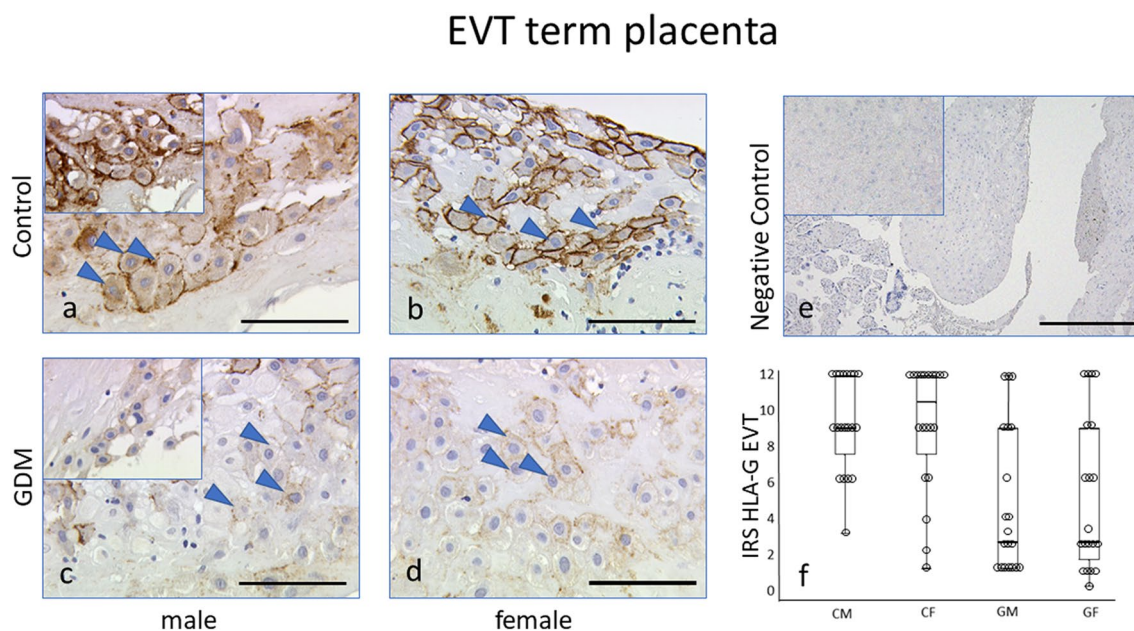 EVT term placenta
Control
a
b
Negative Control
e
GDM
c
d
male
female
IRS HLA-G EVT
12
10
8
6
4
2
0
f
CM
CF
GM
GF